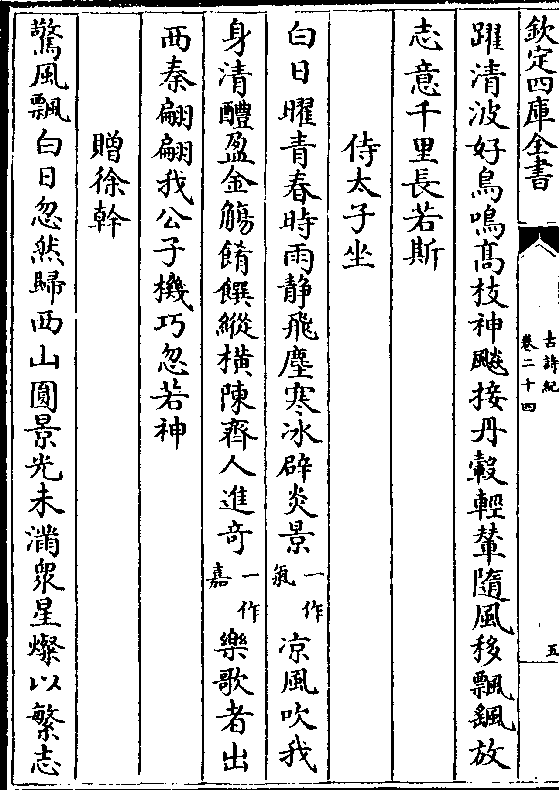 欽定四庫全書
古詩紀
卷二十四
五
躍清波好鳥鳴髙枝神飇接丹轂輕輦隨風移飄颻放
志意千里長若斯
侍太子坐
白日曜青春時雨静飛塵寒冰辟炎景一作氣凉風吹我
身清醴盈金觴餚饌縱横陳齊人進奇一作嘉樂歌者出
西秦翩翩我公子機巧忽若神
贈徐幹
驚風飄白日忽然歸西山圓景光未滿衆星燦以繁志